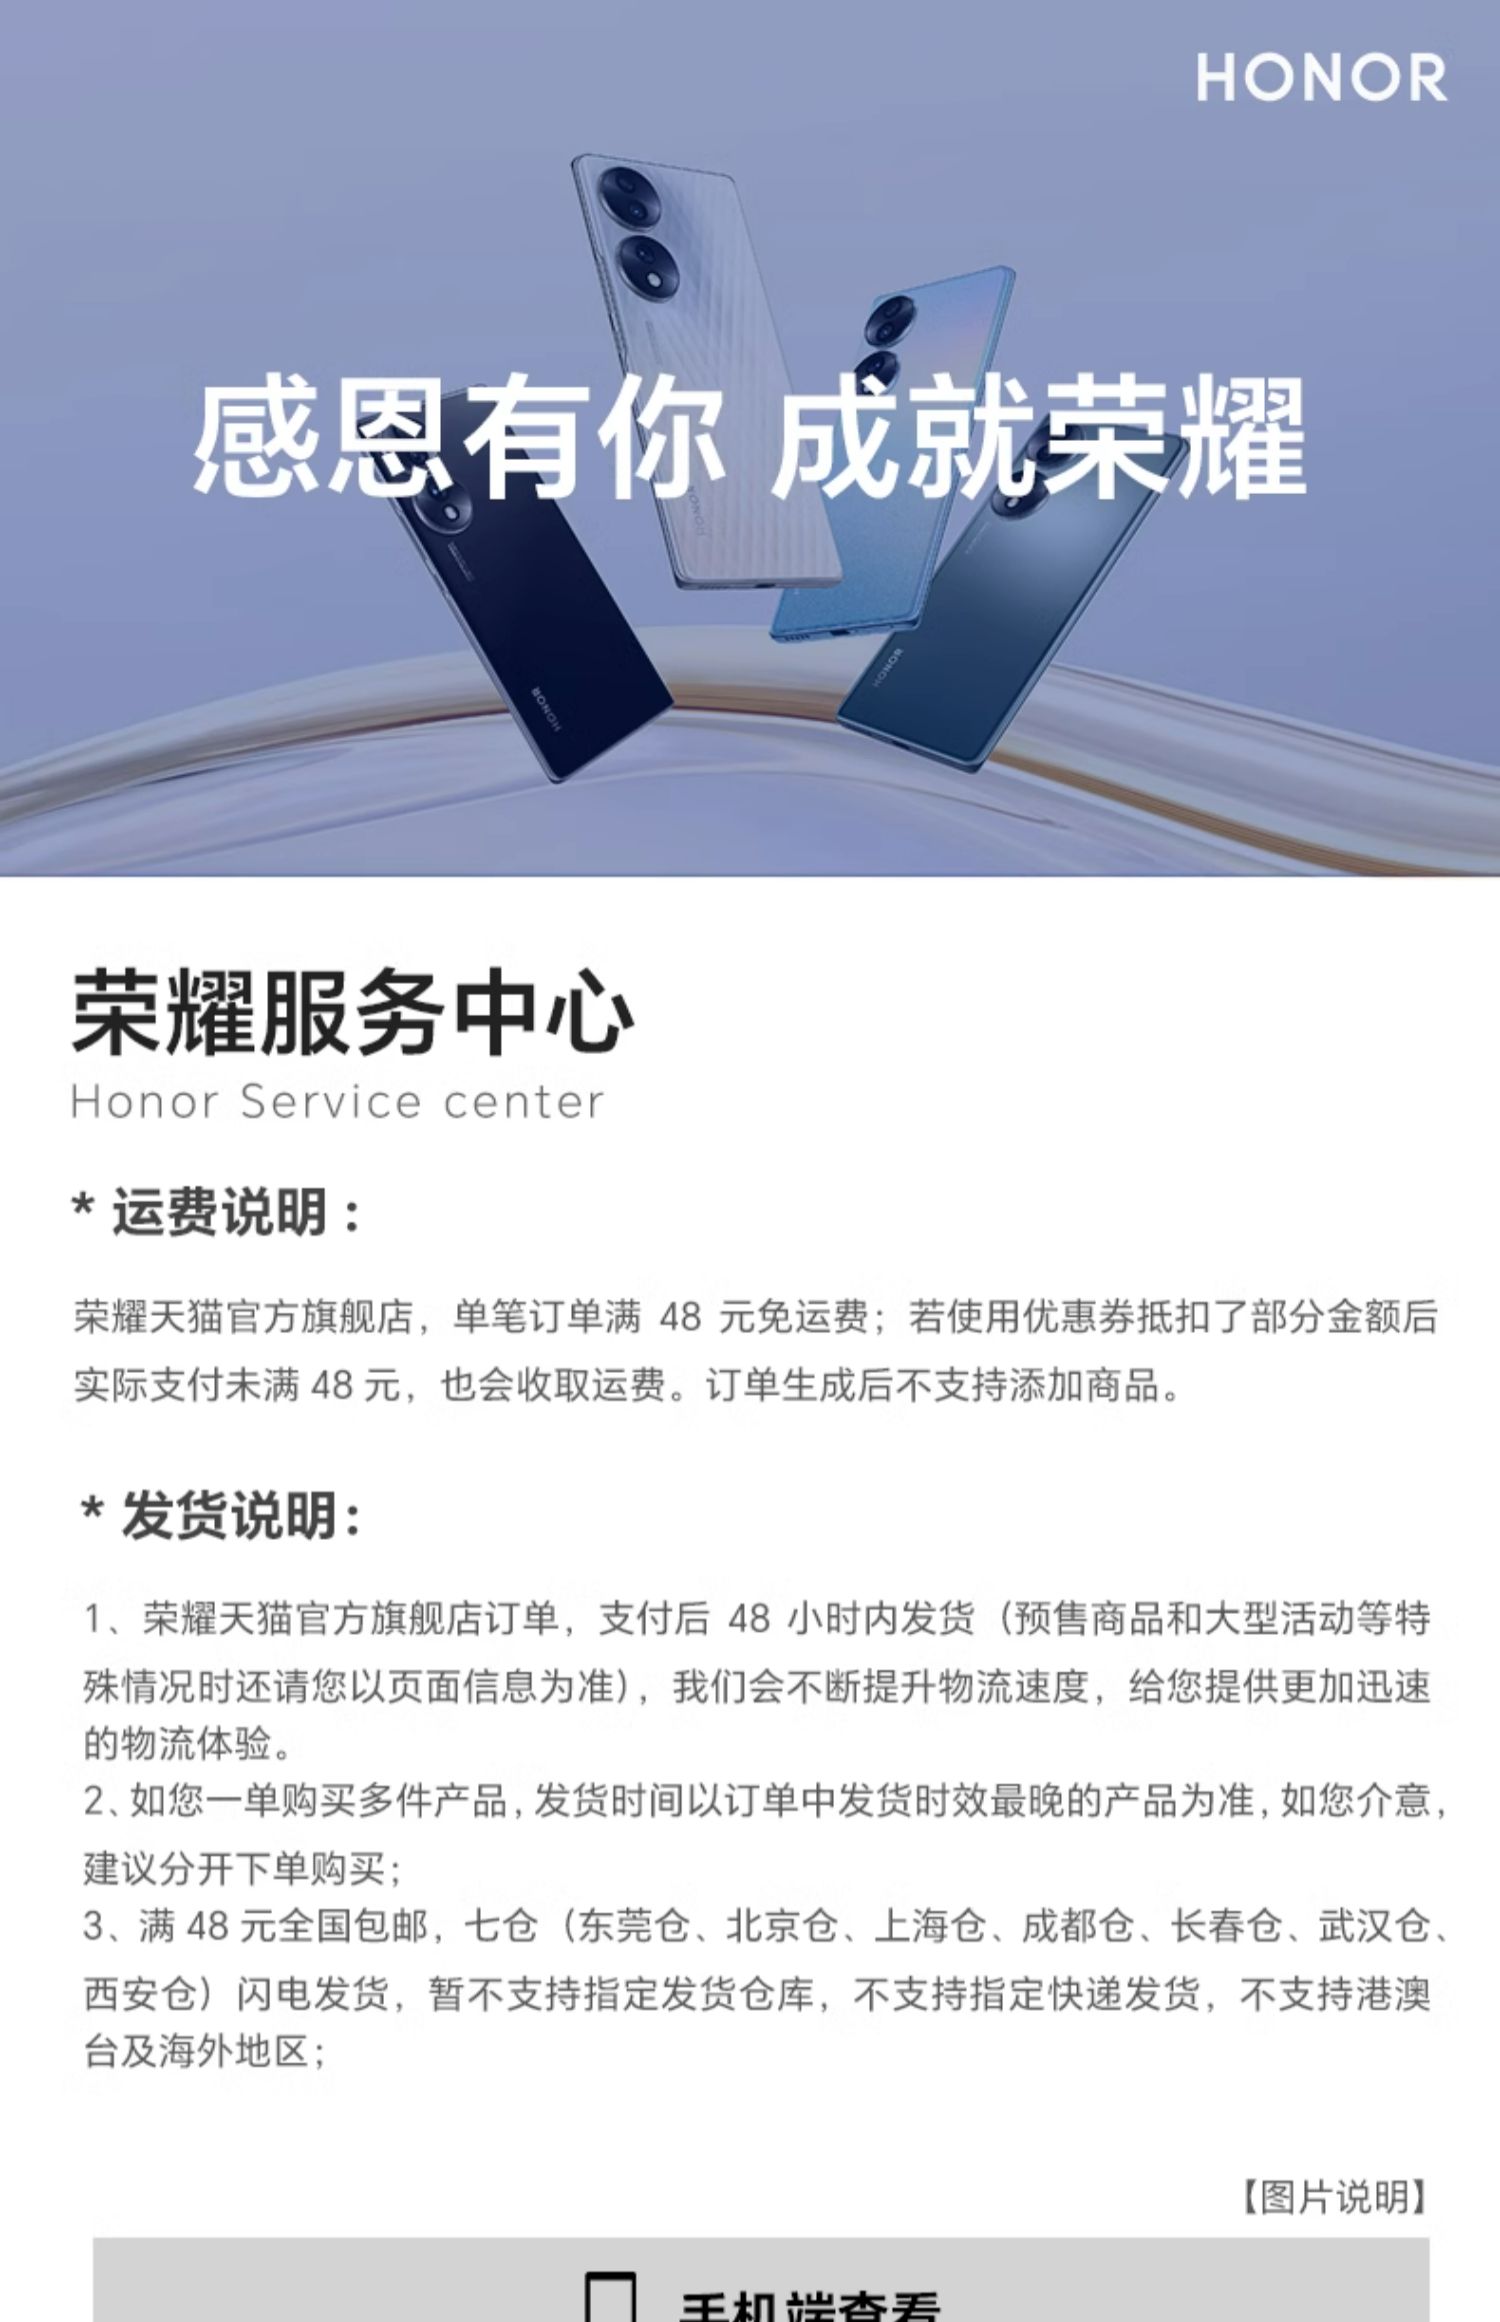 HONOR
感恩有你 成就荣耀
HONOR
HONOR
HONOR
荣耀服务中心
Honor Service center
* 运费说明：
荣耀天猫官方旗舰店，单笔订单满 48 元免运费；若使用优惠券抵扣了部分金额后
实际支付未满 48 元，也会收取运费。订单生成后不支持添加商品。
* 发货说明：
1、荣耀天猫官方旗舰店订单，支付后 48 小时内发货（预售商品和大型活动等特
殊情况时还请您以页面信息为准），我们会不断提升物流速度，给您提供更加迅速
的物流体验。
2、如您一单购买多件产品，发货时间以订单中发货时效最晚的产品为准，如您介意，
建议分开下单购买；
3、满 48 元全国包邮，七仓（东莞仓、北京仓、上海仓、成都仓、长春仓、武汉仓、
西安仓）闪电发货，暂不支持指定发货仓库，不支持指定快递发货，不支持港澳
台及海外地区；
【图片说明】
手机端查看